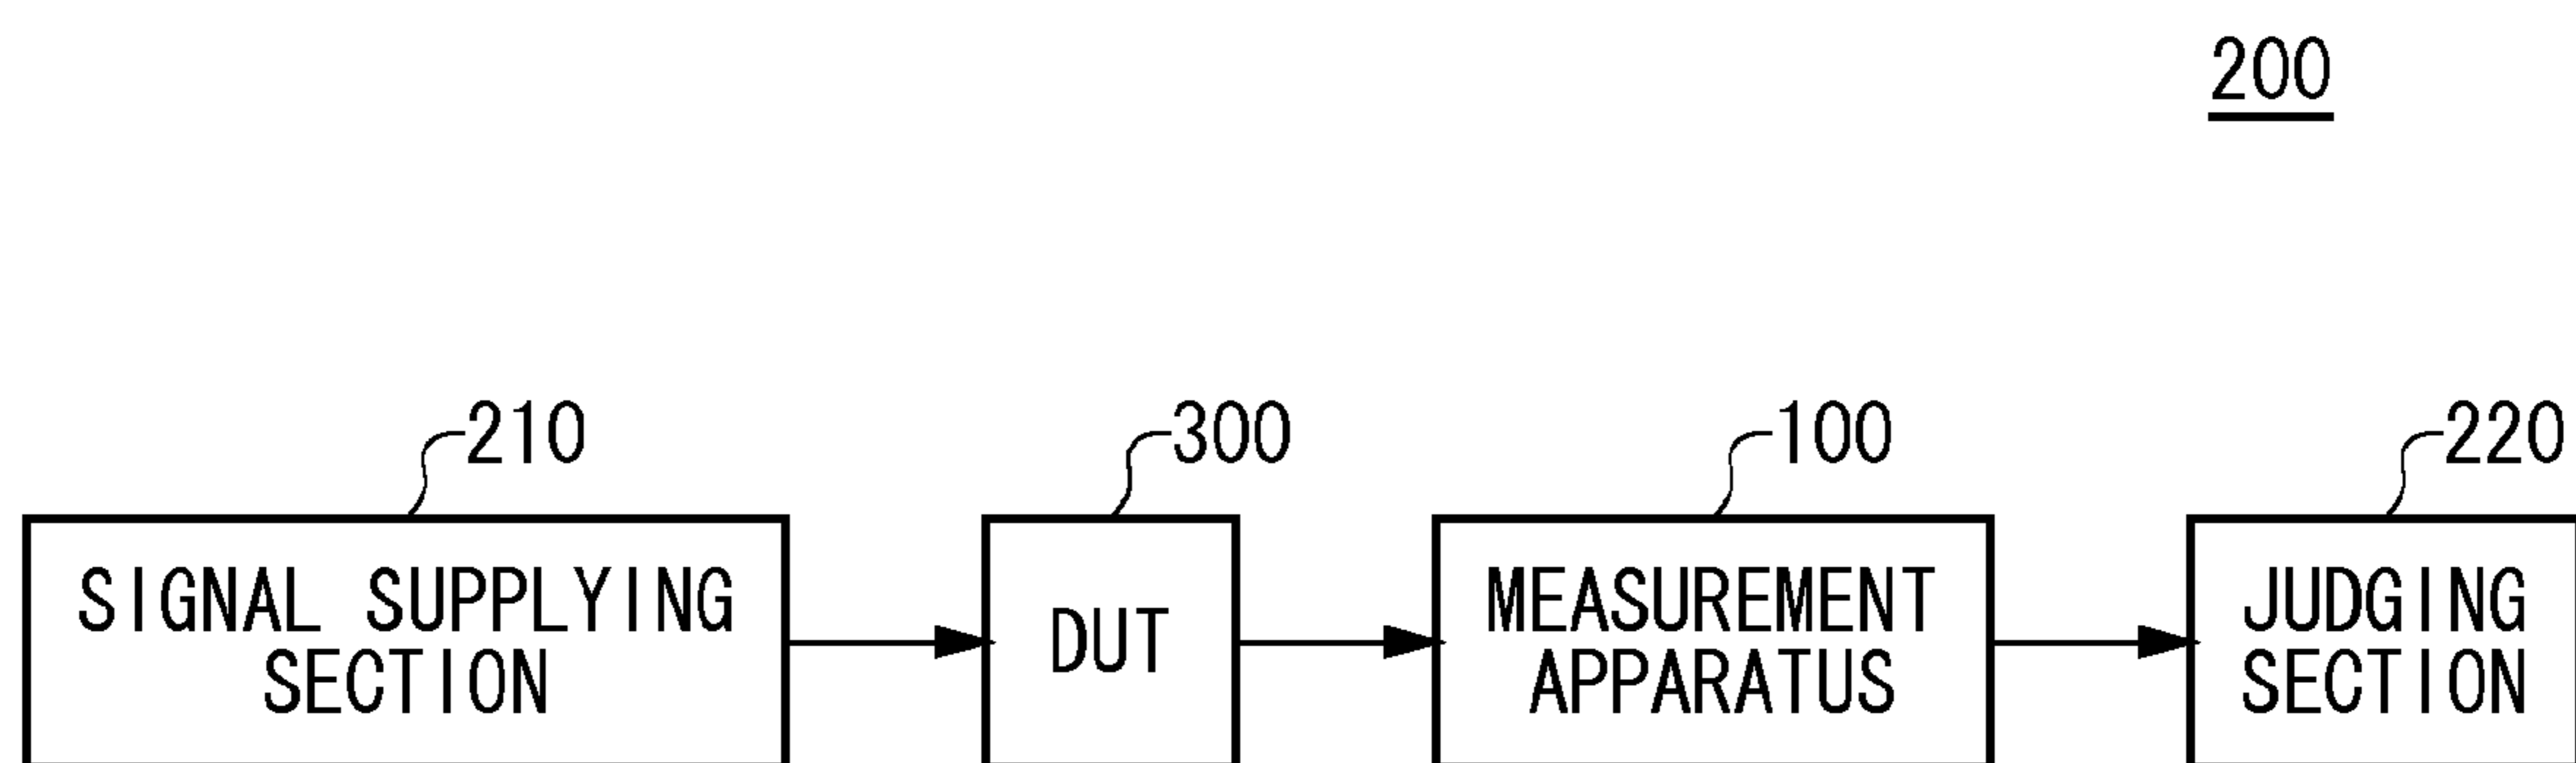 200
210
300
100
220
SIGNAL SUPPLYING
SECTION
DUT
MEASUREMENT
APPARATUS
JUDGING
SECTION